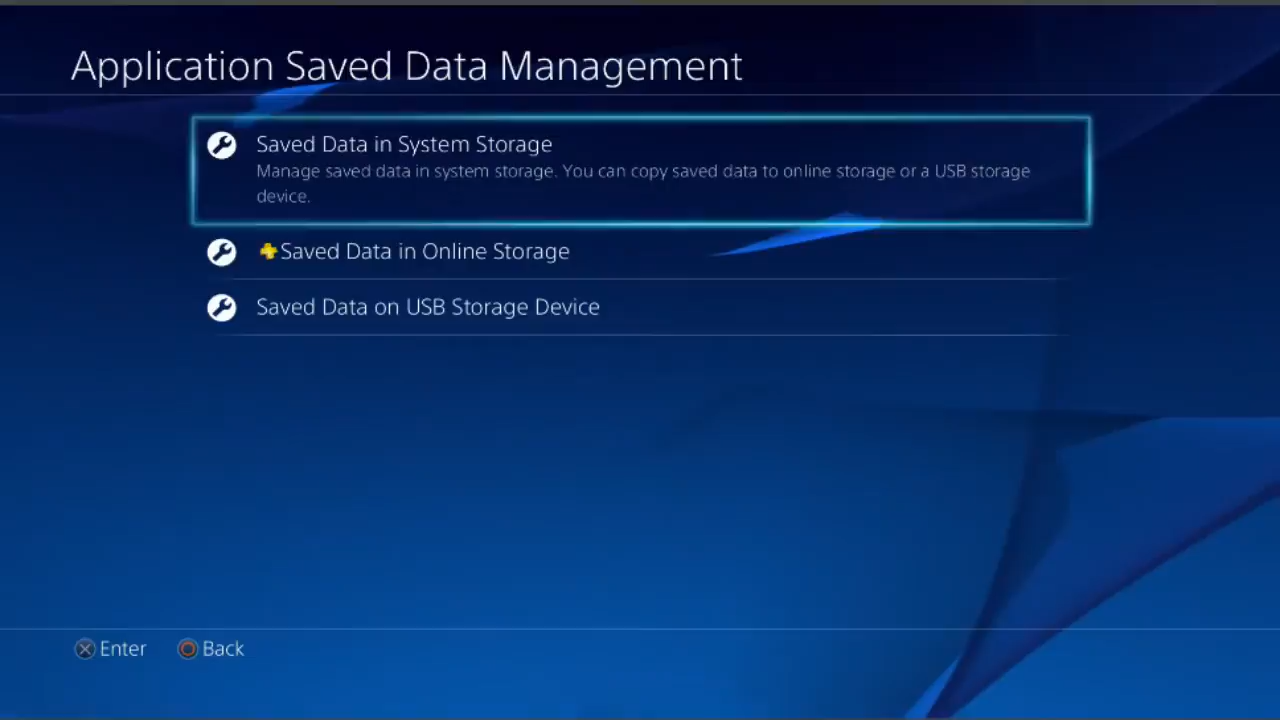 Application Saved Data Management
Saved Data in System Storage
Manage saved data in system storage. You can copy saved data to online storage or a USB storage
device.
Saved Data in Online Storage
Saved Data on USB Storage Device
Enter Back